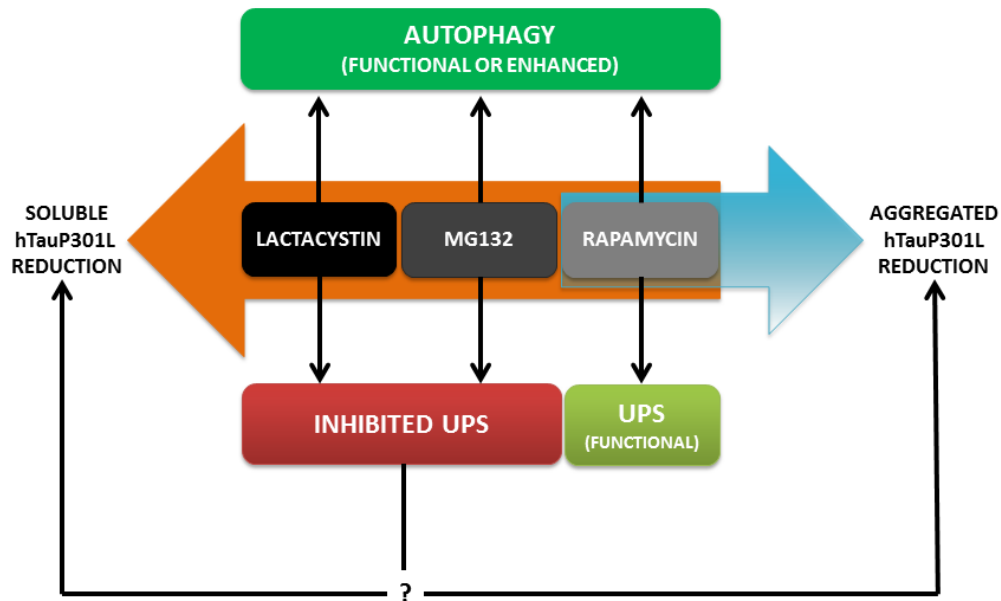 AUTOPHAGY
(FUNCTIONAL OR ENHANCED)
SOLUBLE
hTauP301L
REDUCTION
LACTACYSTIN
MG132
RAPAMYCIN
AGGREGATED
hTauP301L
REDUCTION
INHIBITED UPS
UPS
(FUNCTIONAL)
?